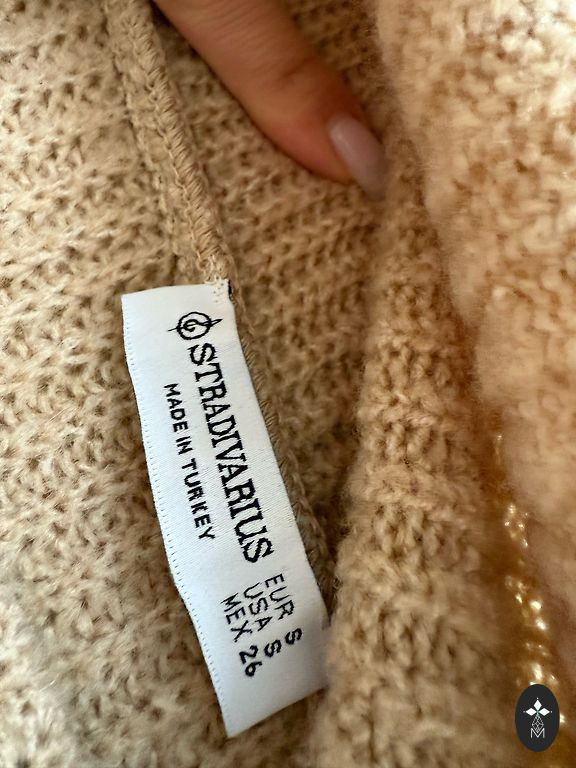 STRADIVARIUS
MADE IN TURKEY
EUR S
USA S
MEX 26
M